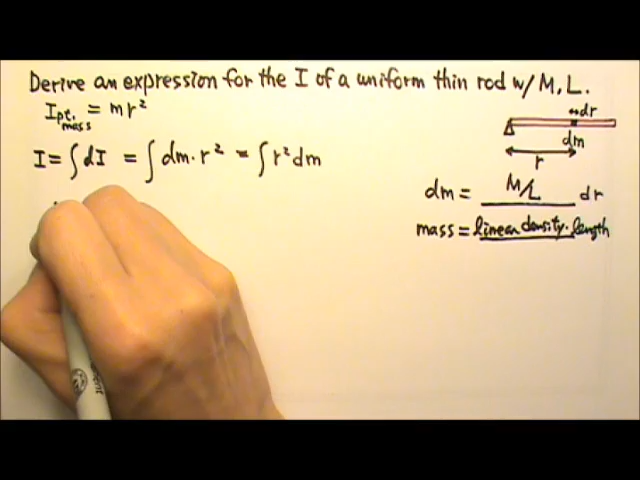 Derive an expression for the I of a uniform thin rod w/ M, L.
I pt. mass = mr²
dr
dm
r
I = ∫dI = ∫dm·r² = ∫r²dm
dm = M/L dr
mass = linear density · length